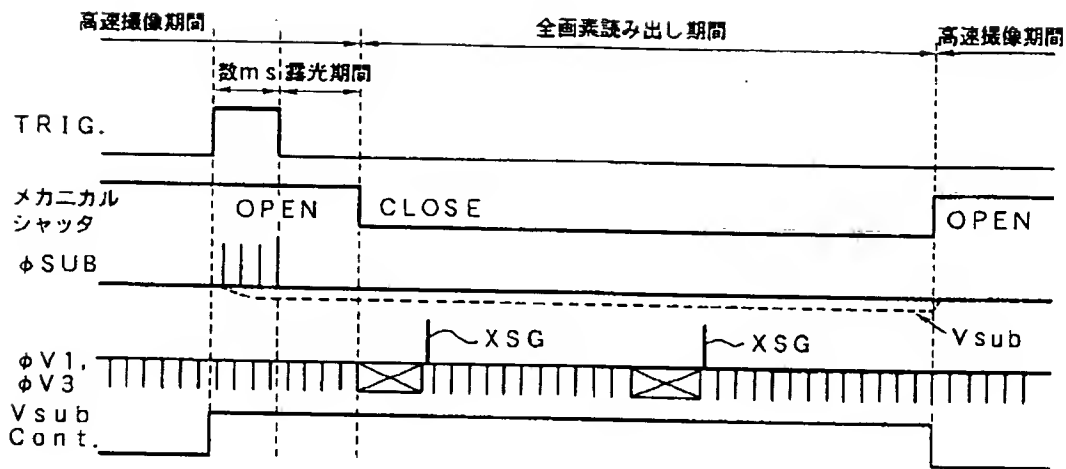 高速撮像期間
全画素読み出し期間
高速撮像期間
数ms
露光期間
TRIG.
メカニカル
シャッタ
OPEN
CLOSE
OPEN
φSUB
Vsub
XSG
XSG
φV1,
φV3
Vsub
Cont.